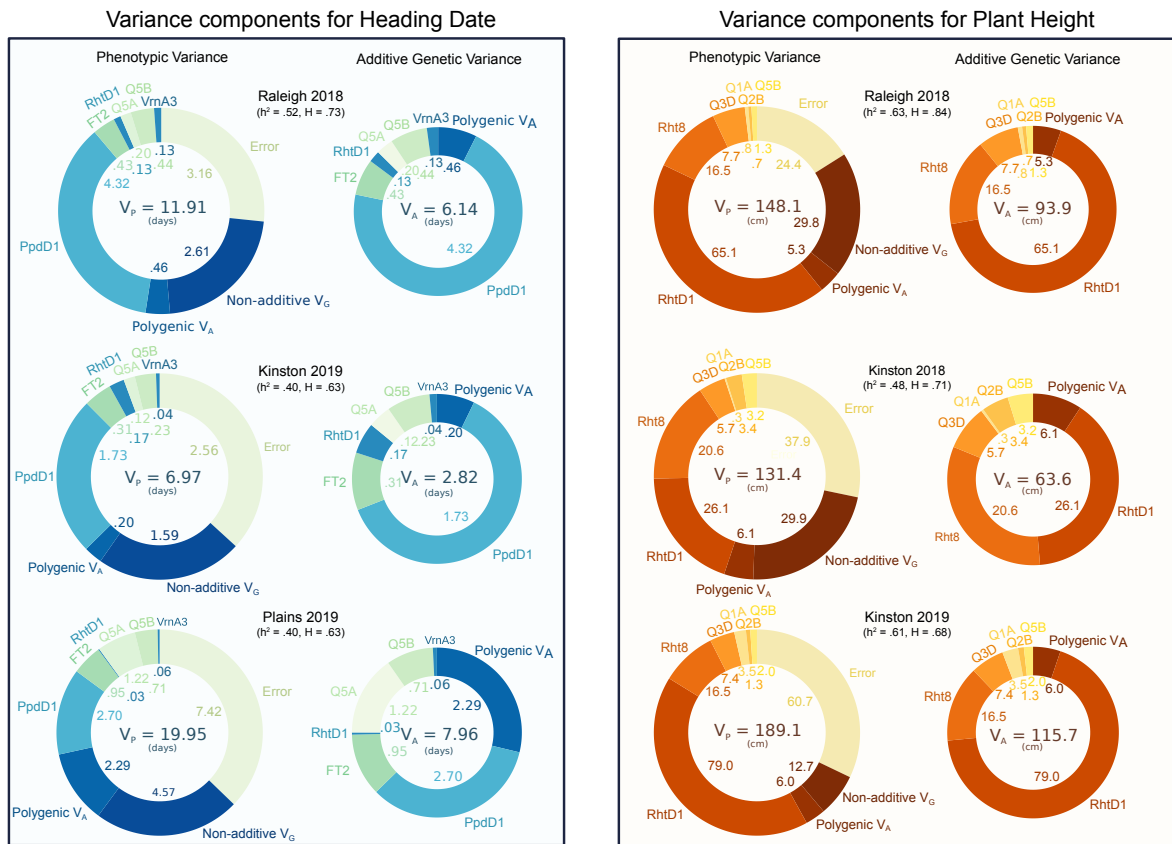 Variance components for Heading Date
Phenotypic Variance
Additive Genetic Variance
Raleigh 2018
(h² = .52, H = .73)
RhtD1
Q5A
Q5B
VrnA3
FT2
Error
PpdD1
.13
.20
.44
.43
.13
4.32
3.16
V_P = 11.91
(days)
.46
2.61
Non-additive V_G
Polygenic V_A
Q5A
Q5B
VrnA3
Polygenic V_A
RhtD1
FT2
.13
.46
.20
.44
.13
.43
V_A = 6.14
(days)
4.32
PpdD1
Kinston 2019
(h² = .40, H = .63)
RhtD1
Q5B
Q5A
VrnA3
FT2
PpdD1
Error
.04
.12
.23
.31
.17
1.73
2.56
V_P = 6.97
(days)
.20
1.59
Polygenic V_A
Non-additive V_G
Q5B
VrnA3
Polygenic V_A
Q5A
RhtD1
FT2
.04
.20
.12
.23
.17
.31
V_A = 2.82
(days)
1.73
PpdD1
Plains 2019
(h² = .40, H = .63)
RhtD1
Q5A
Q5B
VrnA3
FT2
PpdD1
Error
.06
1.22
.71
.95
.03
2.70
7.42
V_P = 19.95
(days)
2.29
4.57
Polygenic V_A
Non-additive V_G
Q5B
VrnA3
Polygenic V_A
Q5A
RhtD1
FT2
.71
.06
2.29
1.22
.03
.95
V_A = 7.96
(days)
2.70
PpdD1
Variance components for Plant Height
Phenotypic Variance
Additive Genetic Variance
Raleigh 2018
(h² = .63, H = .84)
Q1A
Q5B
Q3D
Q2B
Error
Rht8
7.7
.8
1.3
.7
16.5
24.4
V_P = 148.1
(cm)
29.8
65.1
5.3
Non-additive V_G
RhtD1
Polygenic V_A
Q1A
Q5B
Q3D
Q2B
Polygenic V_A
Rht8
5.3
7.7
.7
.8
1.3
16.5
V_A = 93.9
(cm)
65.1
RhtD1
Kinston 2018
(h² = .48, H = .71)
Q1A
Q5B
Q3D
Q2B
Error
Rht8
.3
3.2
5.7
3.4
20.6
37.9
V_P = 131.4
(cm)
26.1
6.1
29.9
RhtD1
Non-additive V_G
Polygenic V_A
Q5B
Q2B
Q1A
Q3D
Polygenic V_A
6.1
3.2
.3
3.4
5.7
V_A = 63.6
(cm)
20.6
26.1
Rht8
RhtD1
Kinston 2019
(h² = .61, H = .68)
Q1A
Q5B
Q3D
Q2B
Rht8
Error
3.5
2.0
7.4
1.3
16.5
60.7
V_P = 189.1
(cm)
79.0
12.7
6.0
RhtD1
Non-additive V_G
Polygenic V_A
Q1A
Q5B
Q3D
Q2B
Polygenic V_A
Rht8
6.0
3.5
2.0
7.4
1.3
16.5
V_A = 115.7
(cm)
79.0
RhtD1